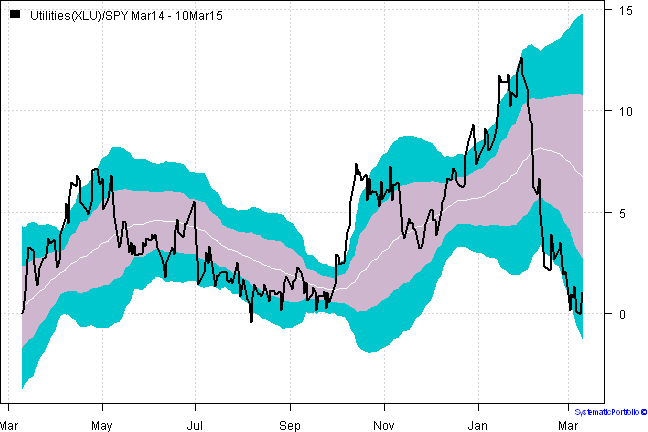 Utilities(XLU)/SPY Mar14 - 10Mar15
15
10
5
0
Mar May Jul Sep Nov Jan Mar
SystematicPortfolio ©